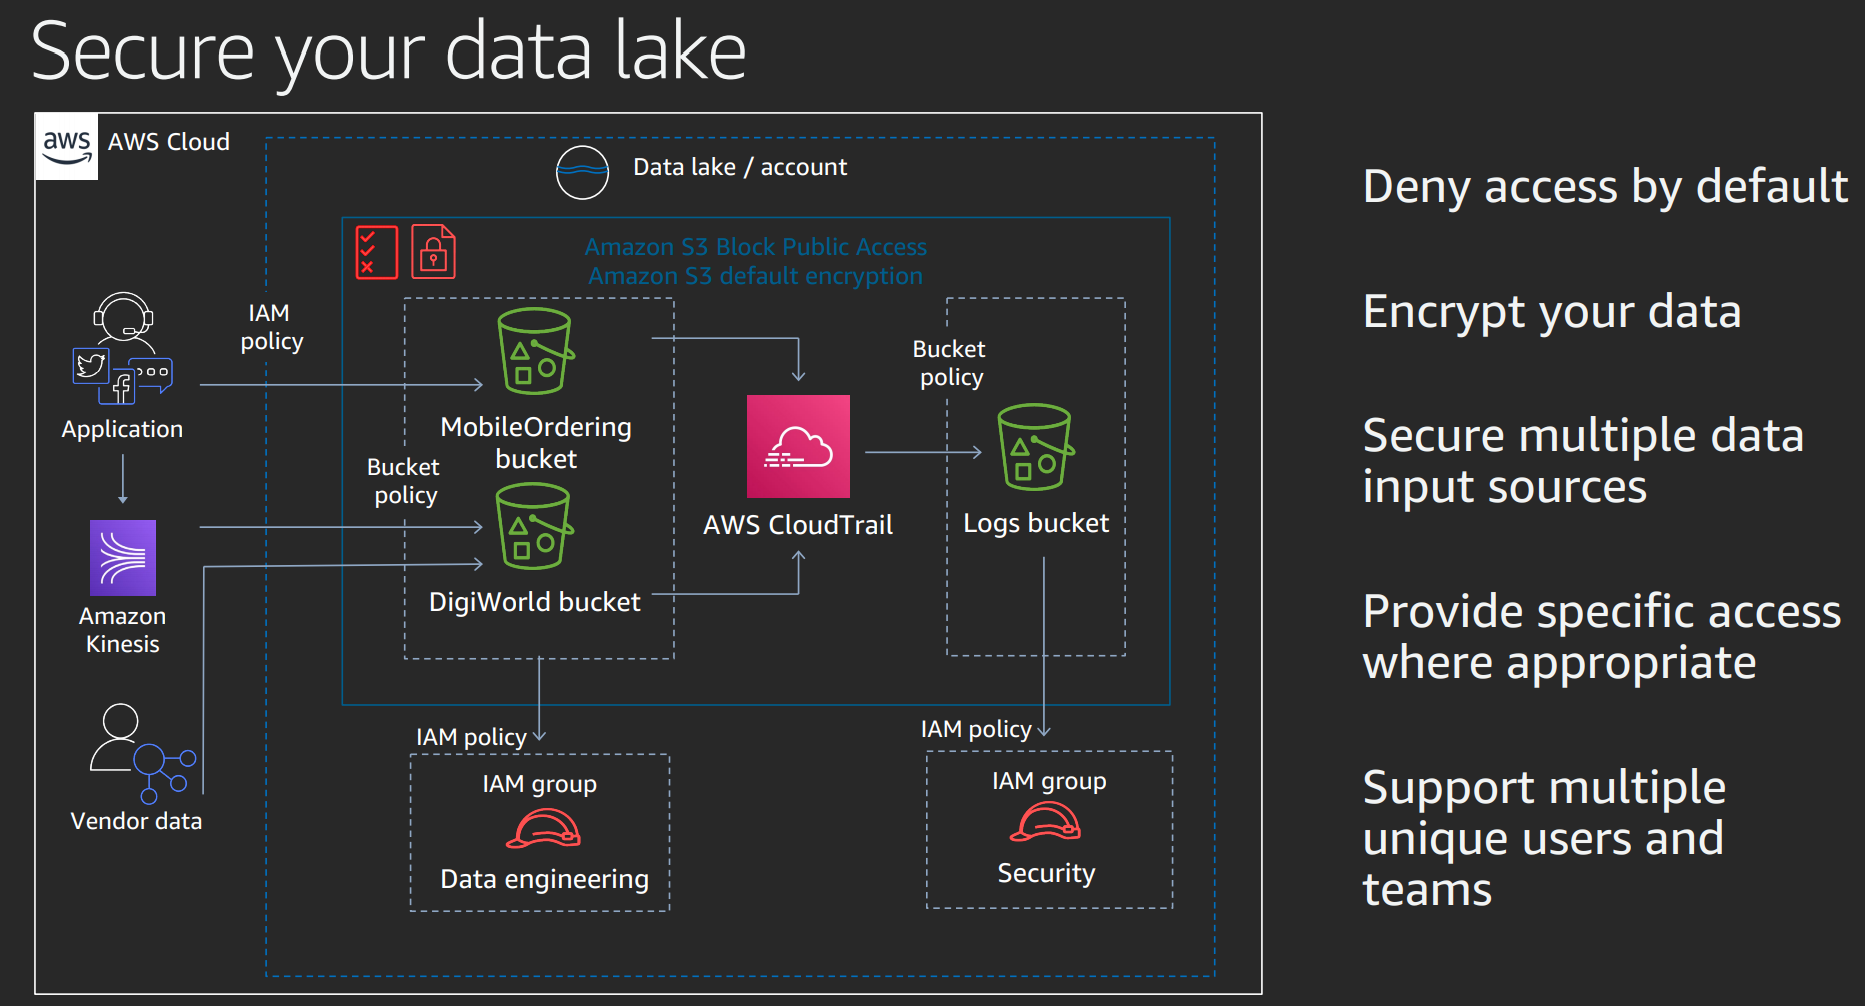 Secure your data lake
aws
AWS Cloud
Data lake / account
Amazon S3 Block Public Access
Amazon S3 default encryption
IAM
policy
Application
MobileOrdering
bucket
Bucket
policy
Bucket
policy
AWS CloudTrail
Logs bucket
DigiWorld bucket
Amazon
Kinesis
Vendor data
IAM policy
IAM group
Data engineering
IAM policy
IAM group
Security
Deny access by default
Encrypt your data
Secure multiple data
input sources
Provide specific access
where appropriate
Support multiple
unique users and
teams